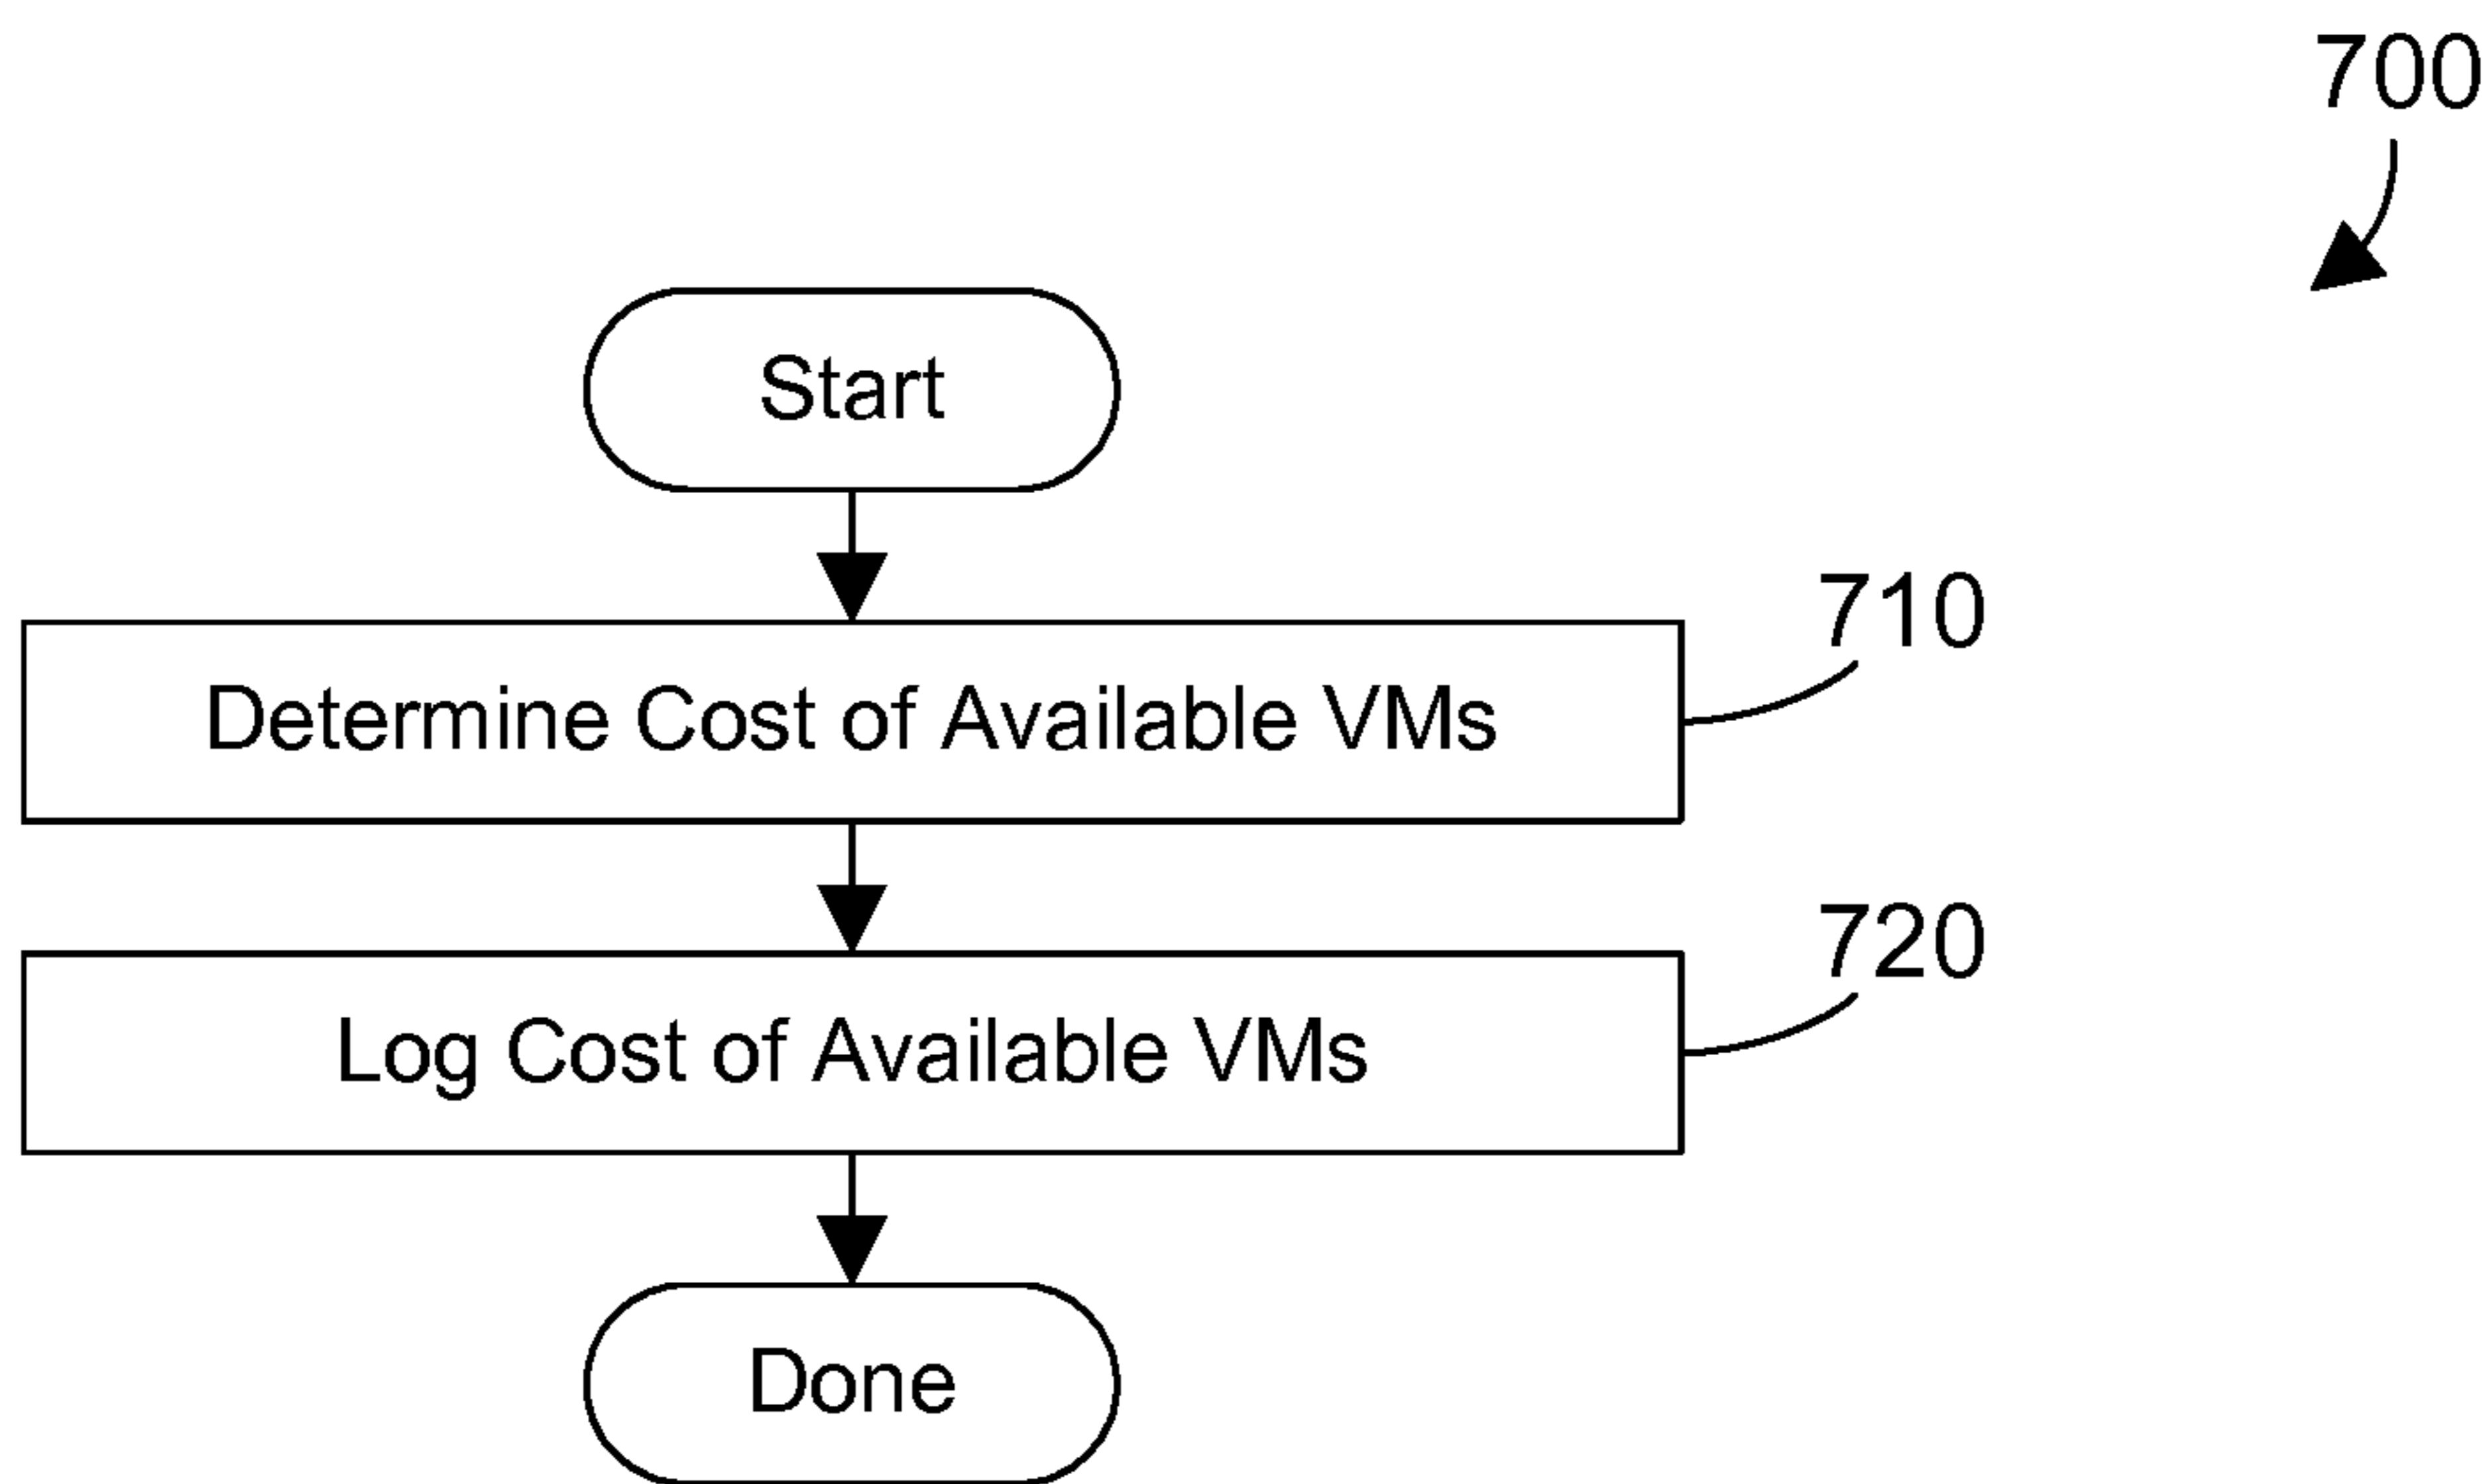 700
Start
710
Determine Cost of Available VMs
720
Log Cost of Available VMs
Done